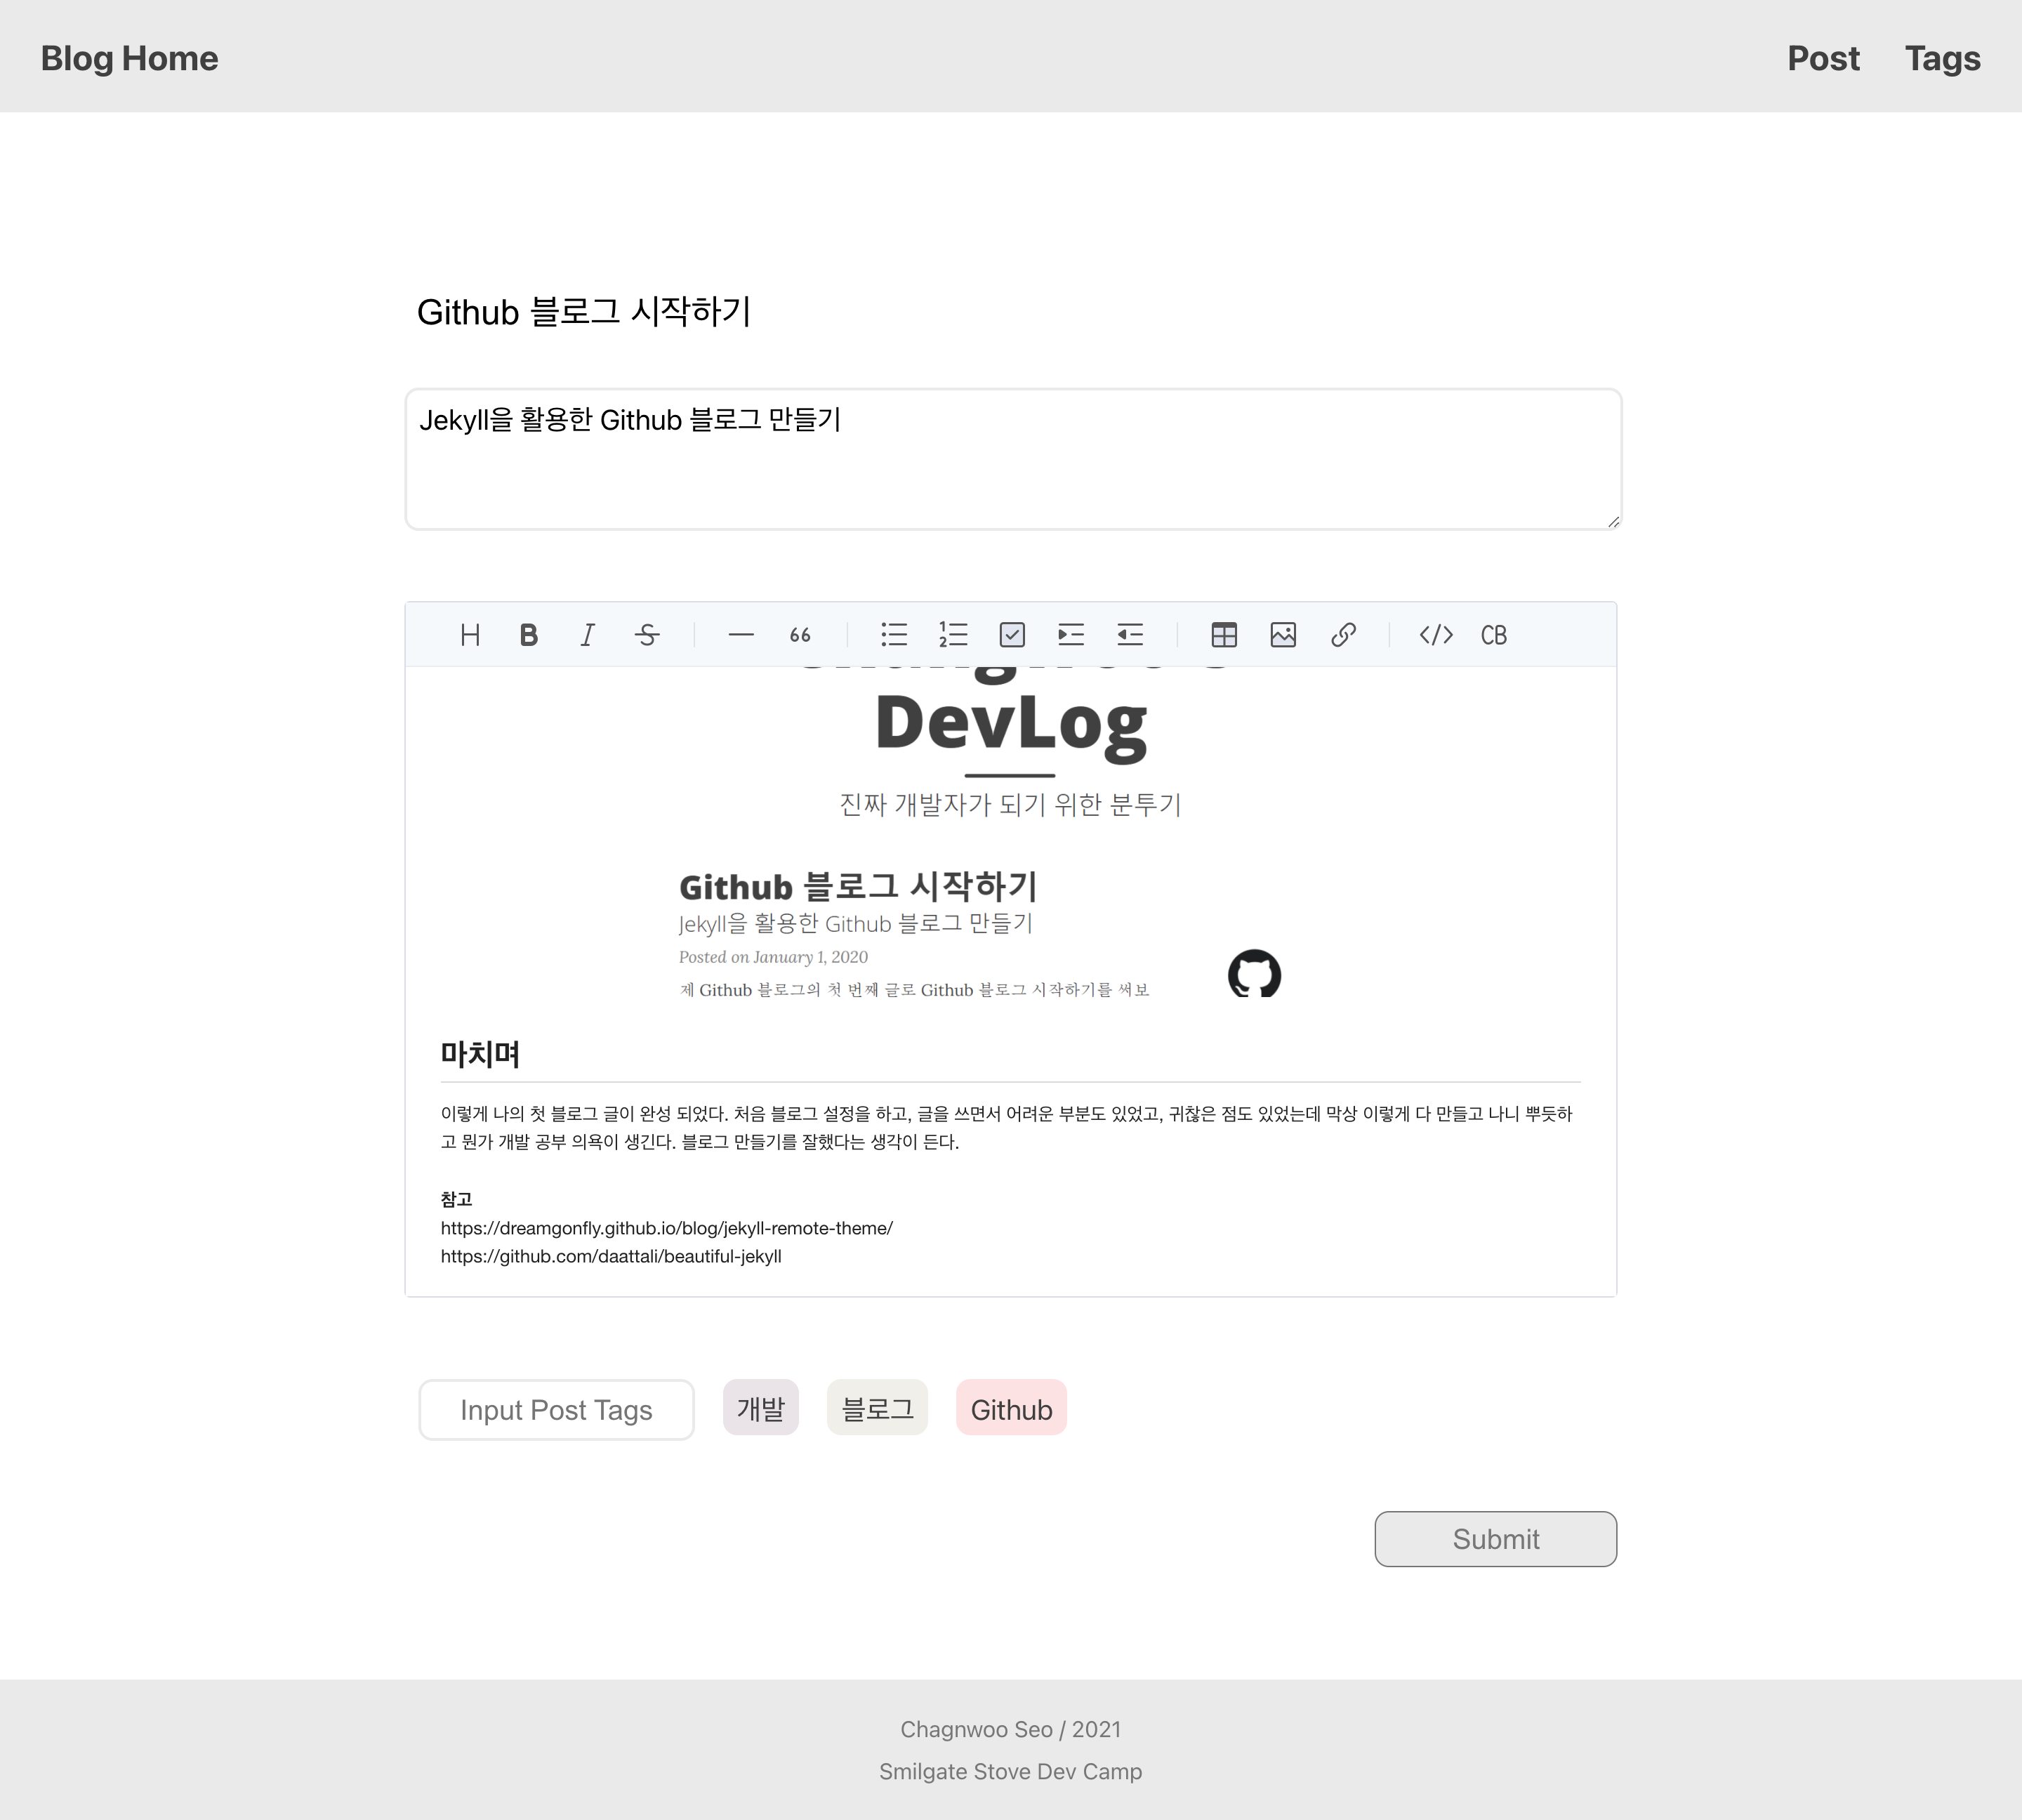 Blog Home
Post
Tags
Github 블로그 시작하기
Jekyll을 활용한 Github 블로그 만들기
H B I S 66 CB
DevLog
진짜 개발자가 되기 위한 분투기
Github 블로그 시작하기
Jekyll을 활용한 Github 블로그 만들기
Posted on January 1, 2020
제 Github 블로그의 첫 번째 글로 Github 블로그 시작하기를 써보
마치며
이렇게 나의 첫 블로그 글이 완성 되었다. 처음 블로그 설정을 하고, 글을 쓰면서 어려운 부분도 있었고, 귀찮은 점도 있었는데 막상 이렇게 다 만들고 나니 뿌듯하
고 뭔가 개발 공부 의욕이 생긴다. 블로그 만들기를 잘했다는 생각이 든다.
참고
https://dreamgonfly.github.io/blog/jekyll-remote-theme/
https://github.com/daattali/beautiful-jekyll
Input Post Tags
개발
블로그
Github
Submit
Chagnwoo Seo / 2021
Smilgate Stove Dev Camp